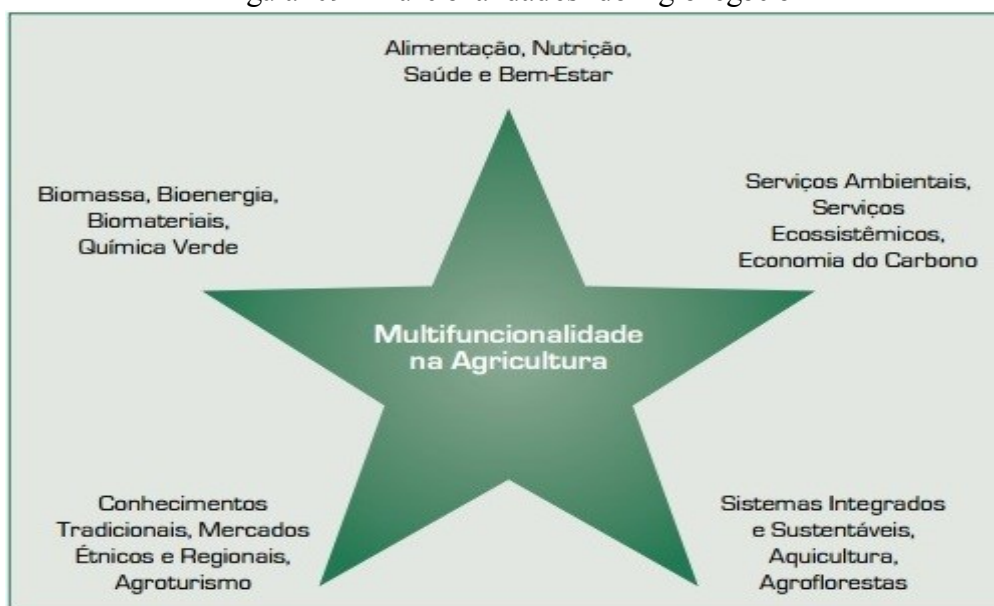 Alimentação, Nutrição,
Saúde e Bem-Estar
Biomassa, Bioenergia,
Biomateriais,
Química Verde
Serviços Ambientais,
Serviços
Ecossistêmicos,
Economia do Carbono
Multifuncionalidade
na Agricultura
Conhecimentos
Tradicionais, Mercados
Étnicos e Regionais,
Agroturismo
Sistemas Integrados
e Sustentáveis,
Aquicultura,
Agroflorestas